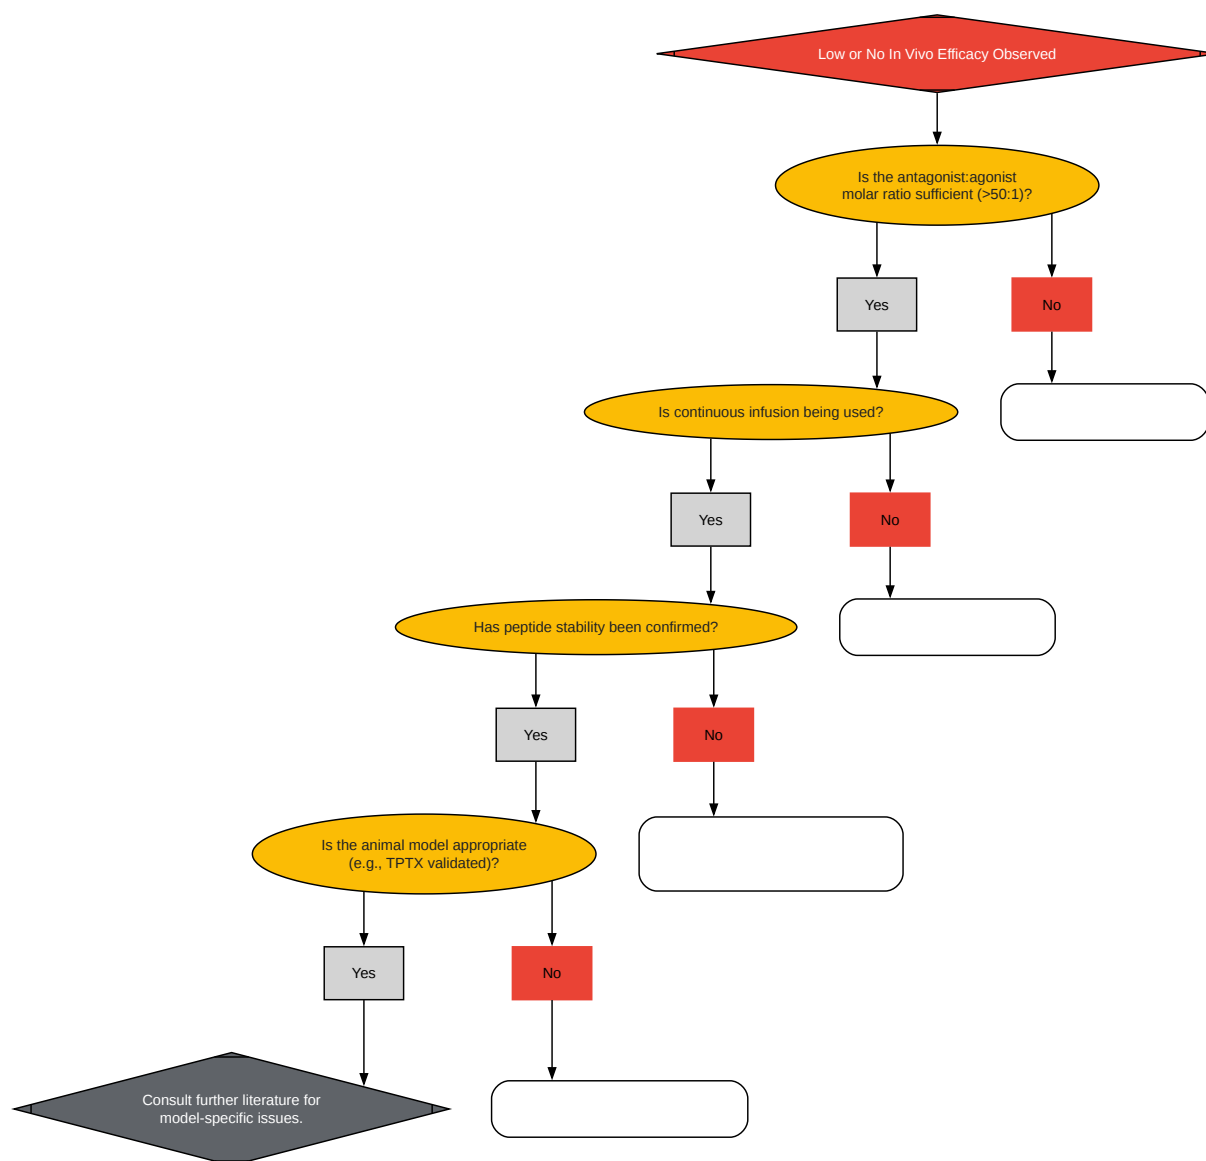 Low or No In Vivo Efficacy Observed
Is the antagonist:agonist
molar ratio sufficient (>50:1)?
Yes
No
Is continuous infusion being used?
Yes
No
Has peptide stability been confirmed?
Yes
No
Is the animal model appropriate
(e.g., TPTX validated)?
Yes
No
Consult further literature for
model-specific issues.